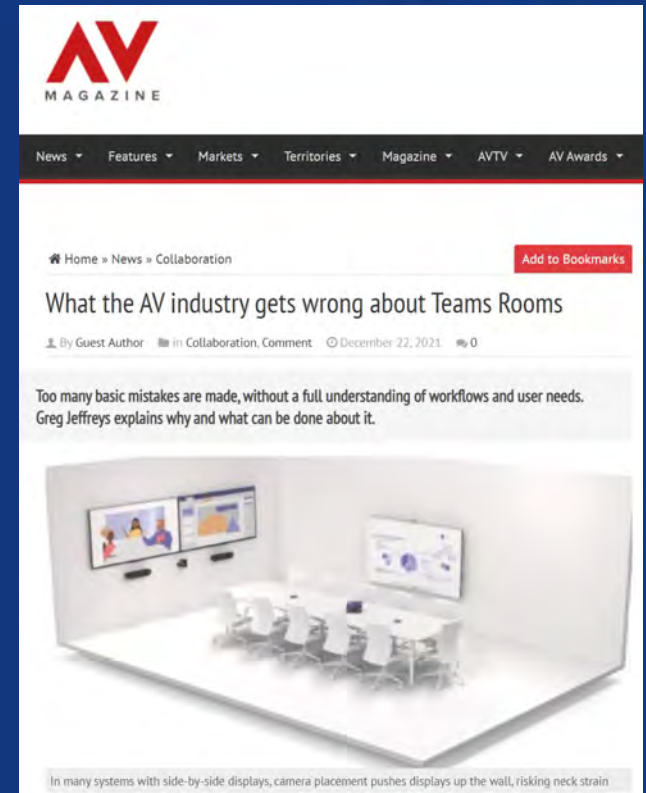 AV
MAGAZINE
News Features Markets Territories Magazine AVTV AV Awards
Home » News » Collaboration
Add to Bookmarks
What the AV industry gets wrong about Teams Rooms
By Guest Author in Collaboration, Comment December 22, 2021 0
Too many basic mistakes are made, without a full understanding of workflows and user needs.
Greg Jeffreys explains why and what can be done about it.
In many systems with side-by-side displays, camera placement pushes displays up the wall, risking neck strain